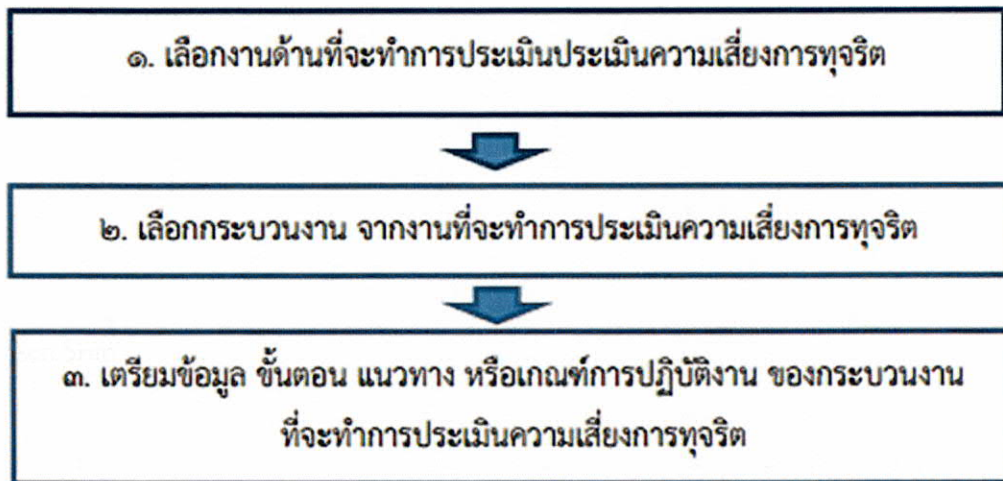 ๑. เลือกงานด้านที่จะทำการประเมินประเมินความเสี่ยงการทุจริต
๒. เลือกกระบวนงาน จากงานที่จะทำการประเมินความเสี่ยงการทุจริต
๓. เตรียมข้อมูล ขั้นตอน แนวทาง หรือเกณฑ์การปฏิบัติงาน ของกระบวนงาน
ที่จะทำการประเมินความเสี่ยงการทุจริต